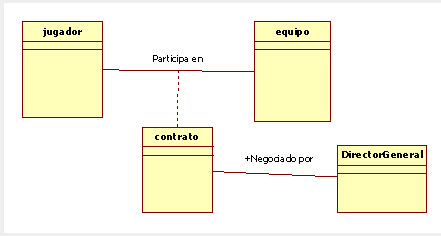 jugador
equipo
Participa en
contrato
+Negociado por
DirectorGeneral